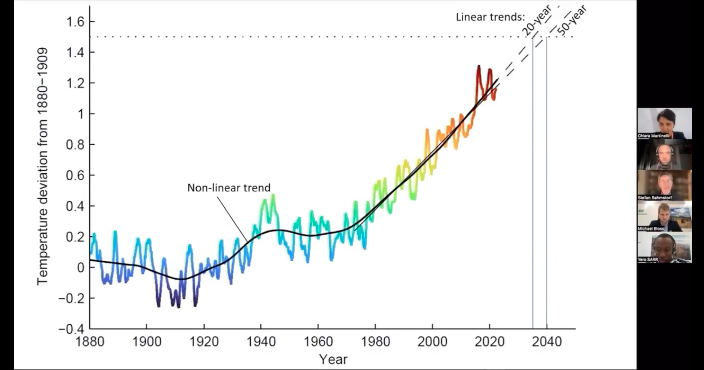 Linear trends:
20-year
50-year
1.6
1.4
1.2
1
0.8
0.6
0.4
0.2
0
−0.2
−0.4
Temperature deviation from 1880−1909
Non-linear trend
1880
1900
1920
1940
1960
1980
2000
2020
2040
Year
Chiara Martinelli
Stefan Rahmstorf